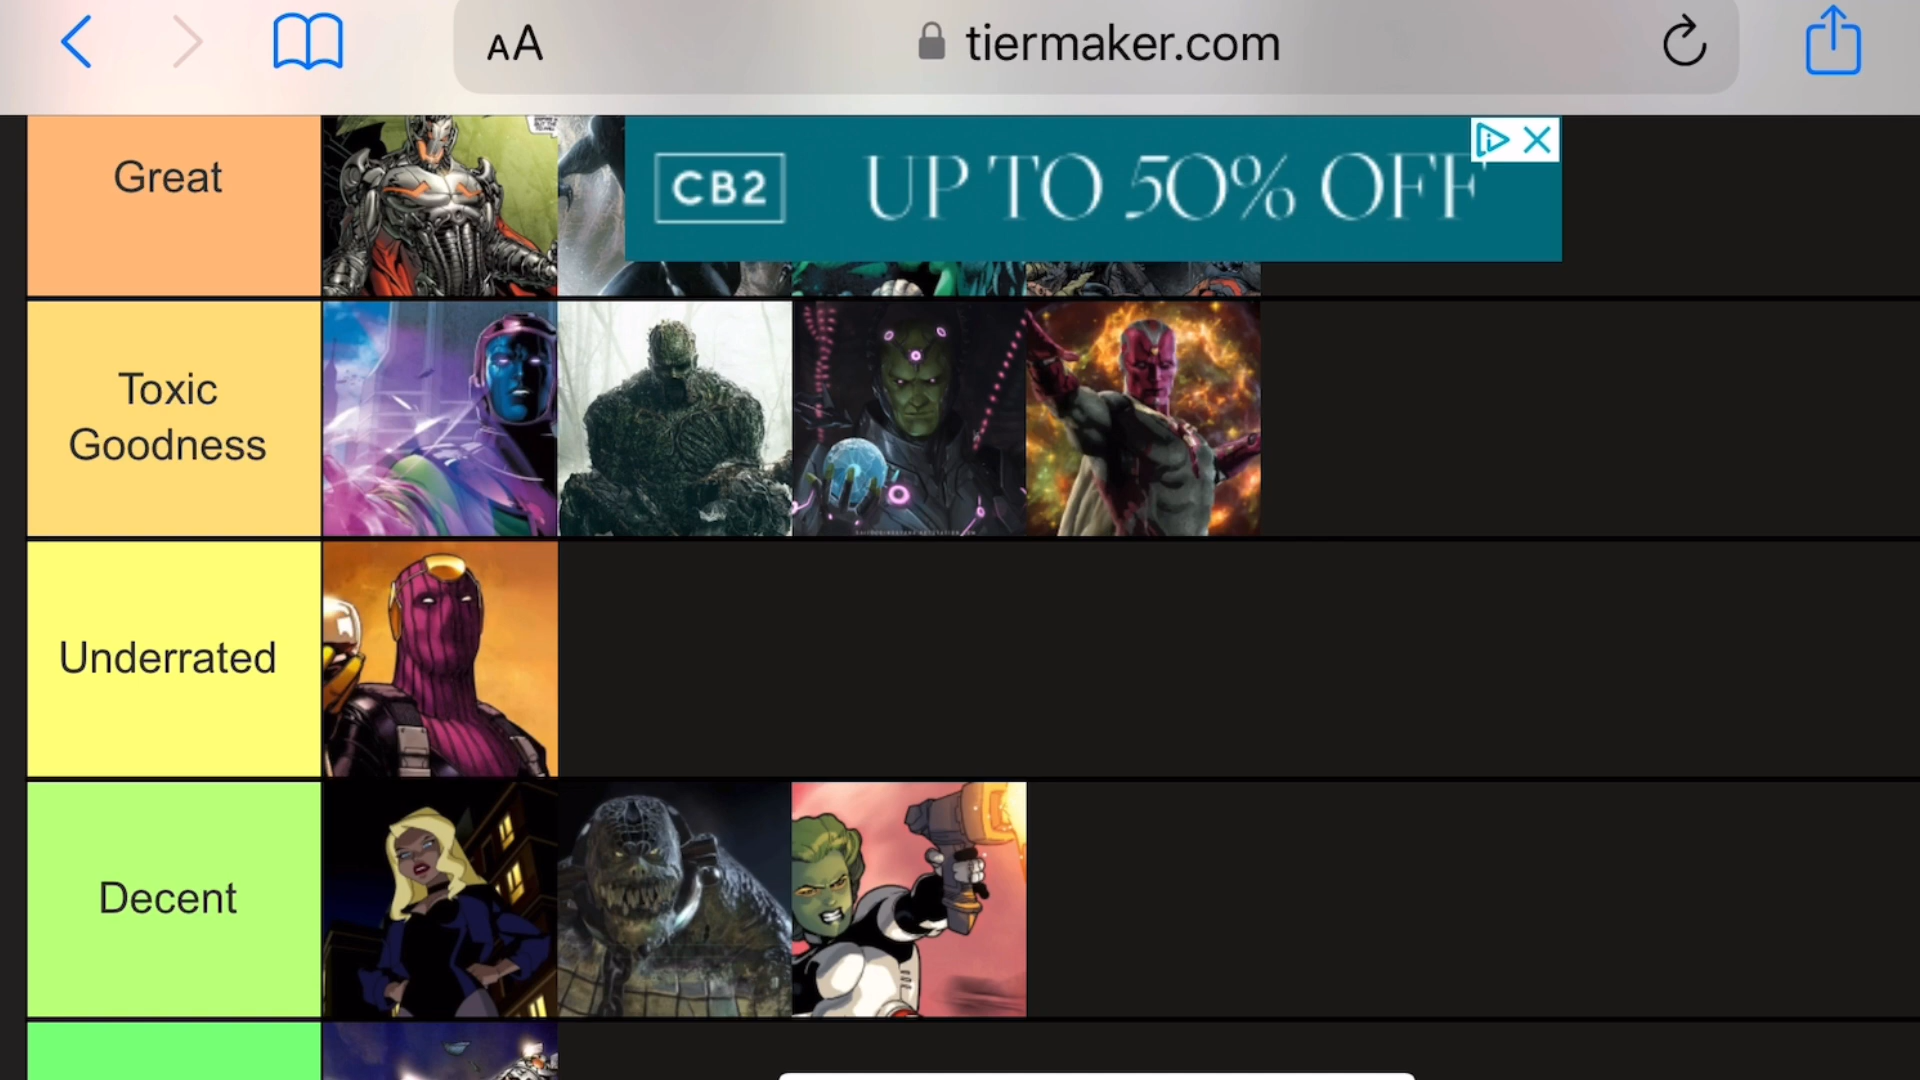 AA
tiermaker.com
Great
CB2
UP TO 50% OFF
Toxic
Goodness
Underrated
Decent